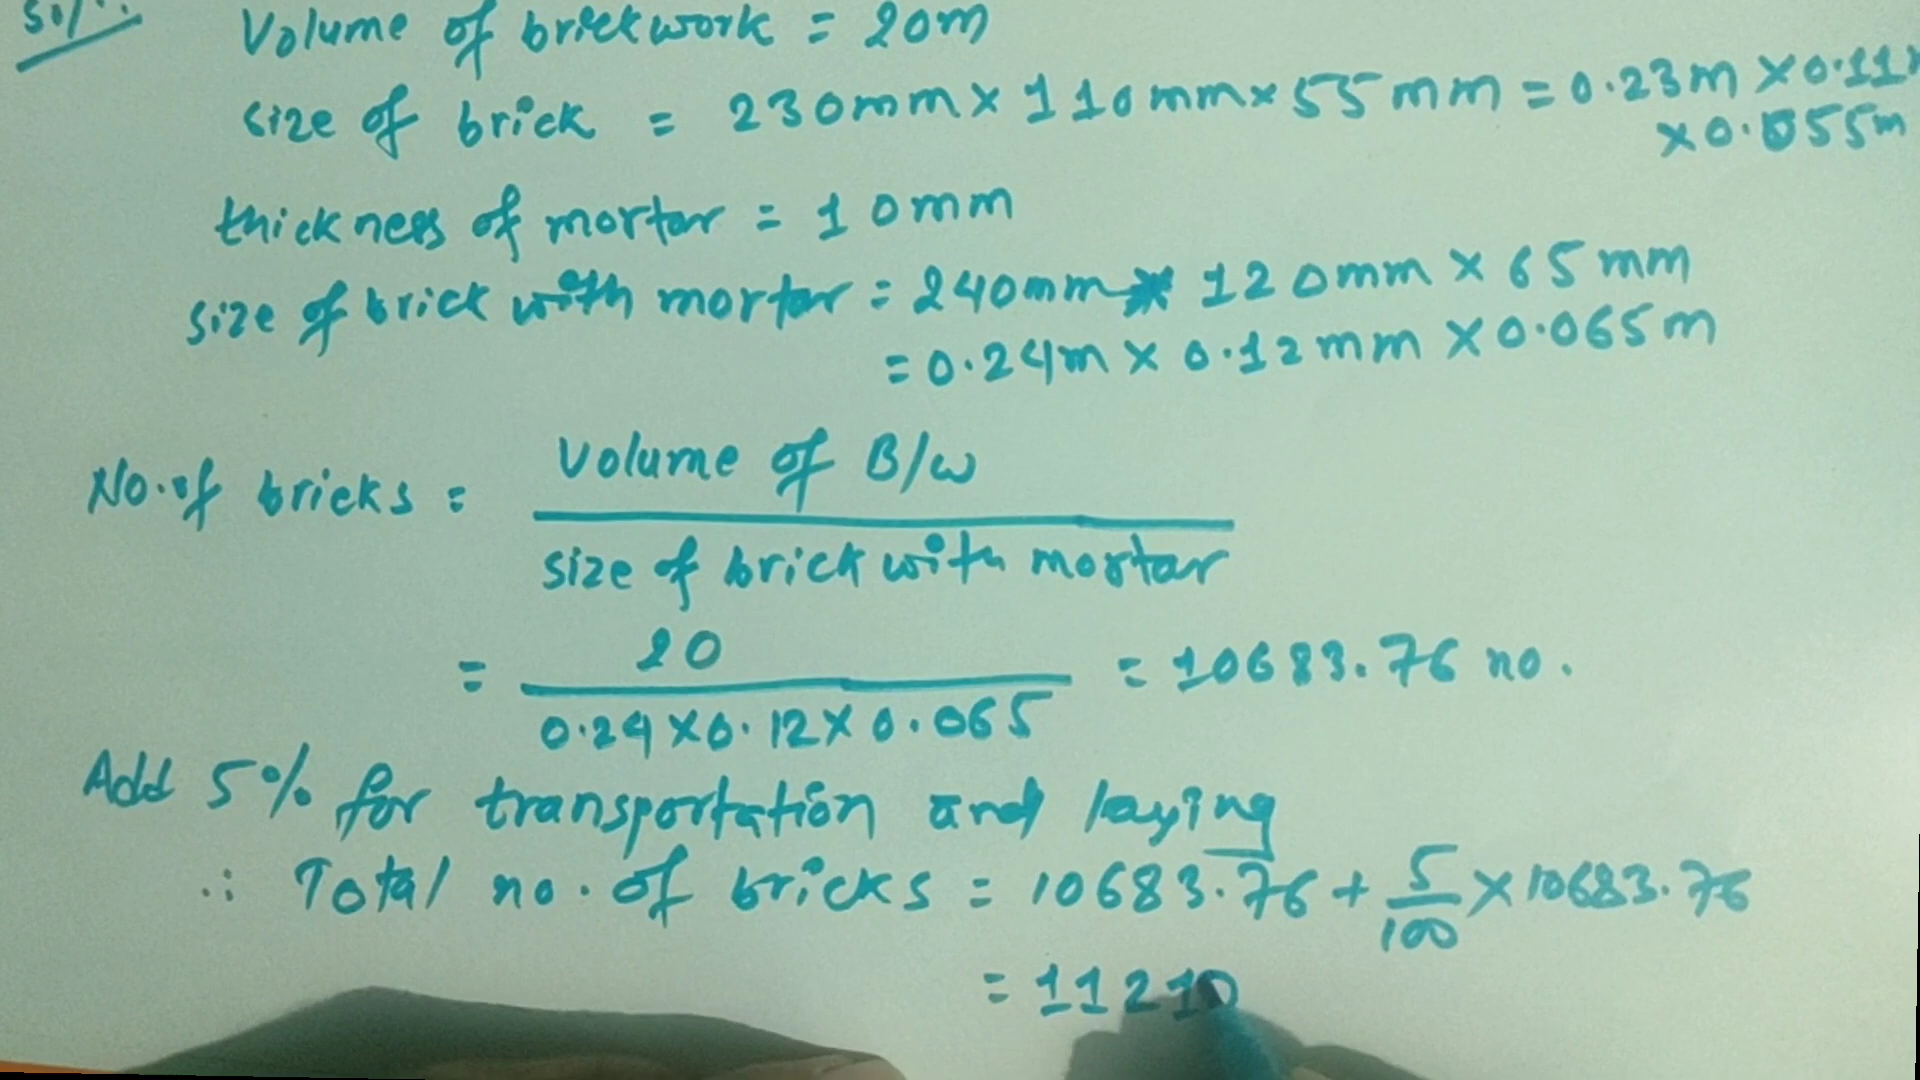 Soln:
Volume of brickwork = 20m
size of brick = 230mm x 110mm x 55mm = 0.23m x 0.11
x 0.055m
thickness of mortar = 10mm
size of brick with mortar = 240mm x 120mm x 65mm
= 0.24m x 0.12mm x 0.065m
No. of bricks = Volume of B/w
size of brick with mortar
= 20 = 10683.76 no.
0.24 x 0.12 x 0.065
Add 5% for transportation and laying
∴ Total no. of bricks = 10683.76 + 5/100 x 10683.76
= 11210